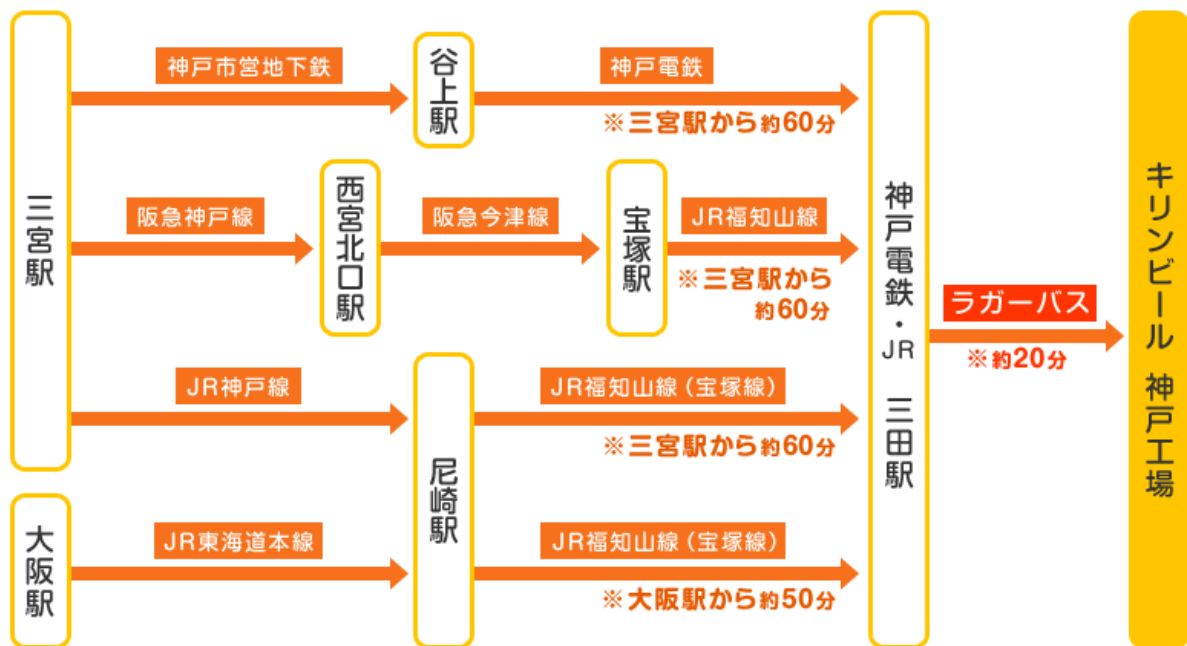 三宮駅
神戸市営地下鉄
谷上駅
神戸電鉄
※三宮駅から約60分
阪急神戸線
西宮北口駅
阪急今津線
宝塚駅
JR福知山線
※三宮駅から
約60分
JR神戸線
尼崎駅
JR福知山線（宝塚線）
※三宮駅から約60分
大阪駅
JR東海道本線
JR福知山線（宝塚線）
※大阪駅から約50分
神戸電鉄・JR 三田駅
ラガーバス
※約20分
キリンビール 神戸工場